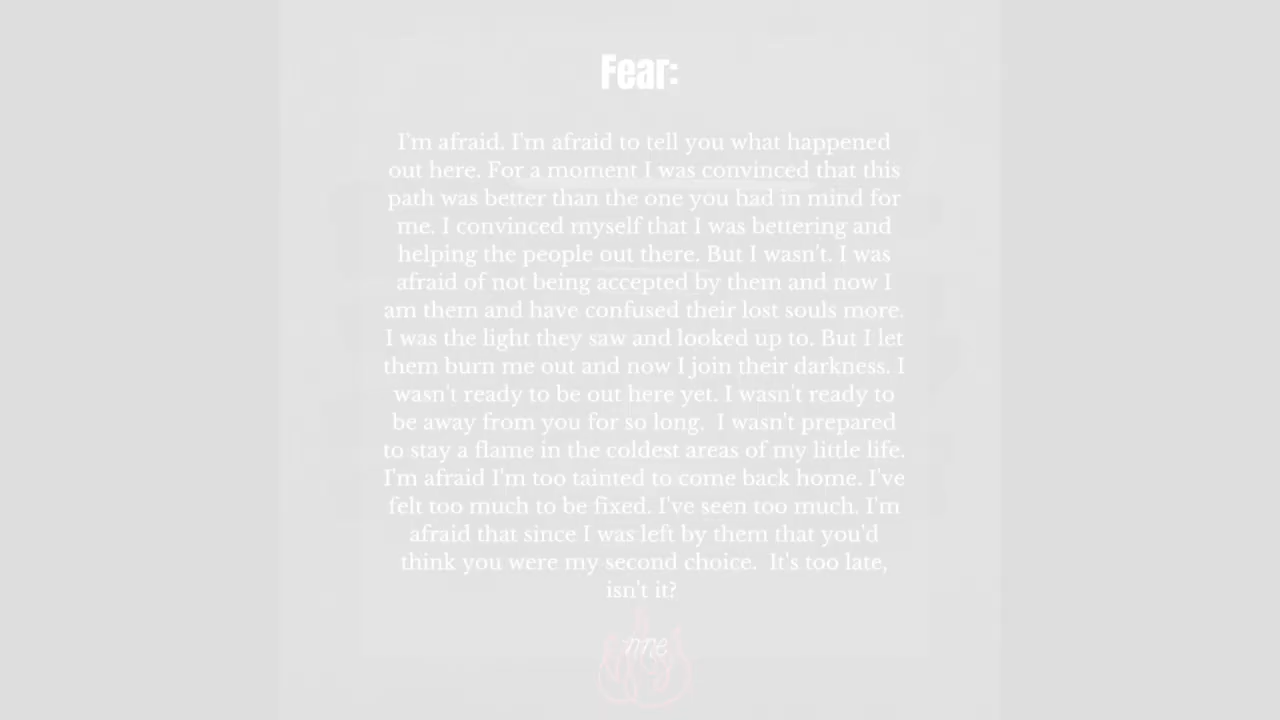 Fear:
I'm afraid. I'm afraid to tell you what happened
out here. For a moment I was convinced that this
path was better than the one you had in mind for
me. I convinced myself that I was bettering and
helping the people out there. But I wasn't. I was
afraid of not being accepted by them and now I
am them and have confused their lost souls more.
I was the light they saw and looked up to. But I let
them burn me out and now I join their darkness. I
wasn't ready to be out here yet. I wasn't ready to
be away from you for so long.  I wasn't prepared
to stay a flame in the coldest areas of my little life.
I'm afraid I'm too tainted to come back home. I've
felt too much to be fixed. I've seen too much. I'm
afraid that since I was left by them that you'd
think you were my second choice.  It's too late,
isn't it?